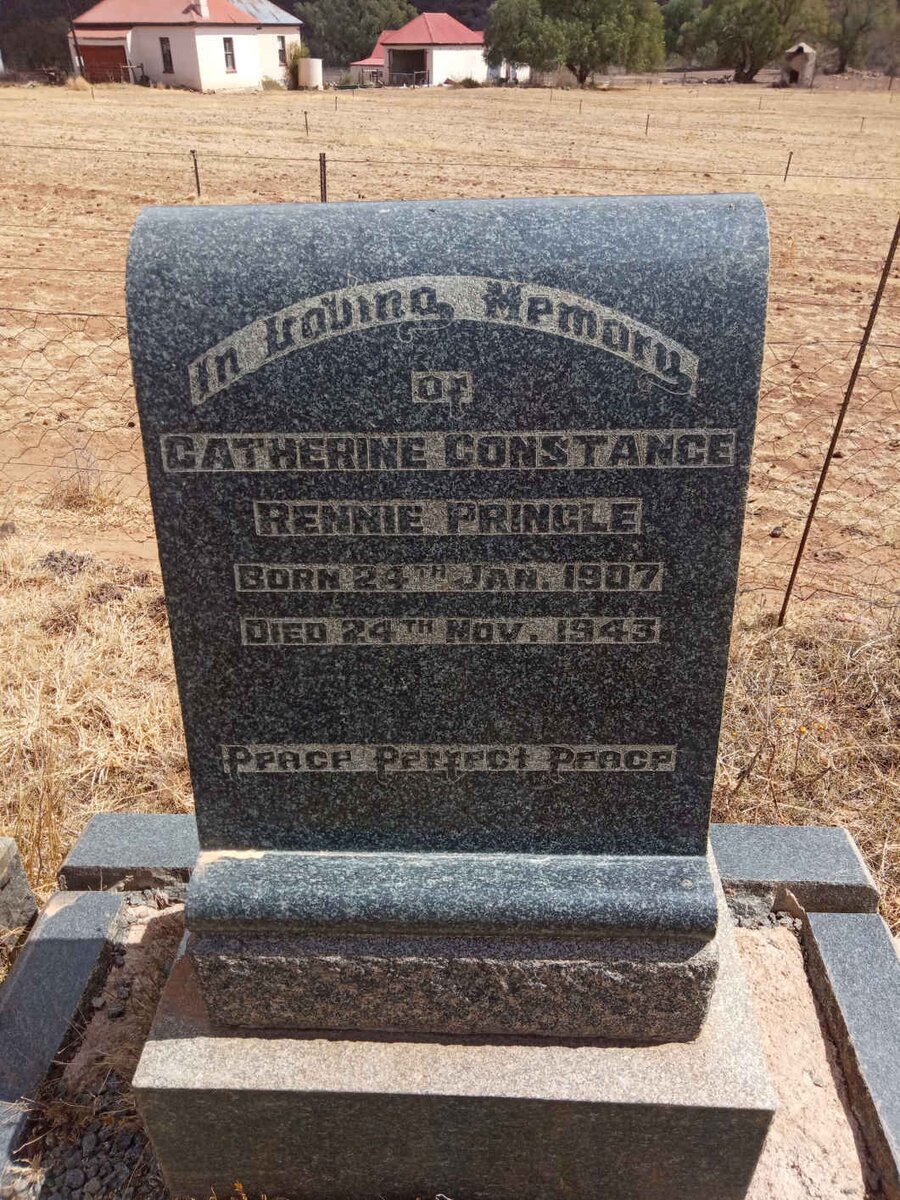 In Loving Memory
of
CATHERINE CONSTANCE
RENNIE PRINGLE
BORN 24TH JAN. 1907
DIED 24TH NOV. 1943
Peace Perfect Peace